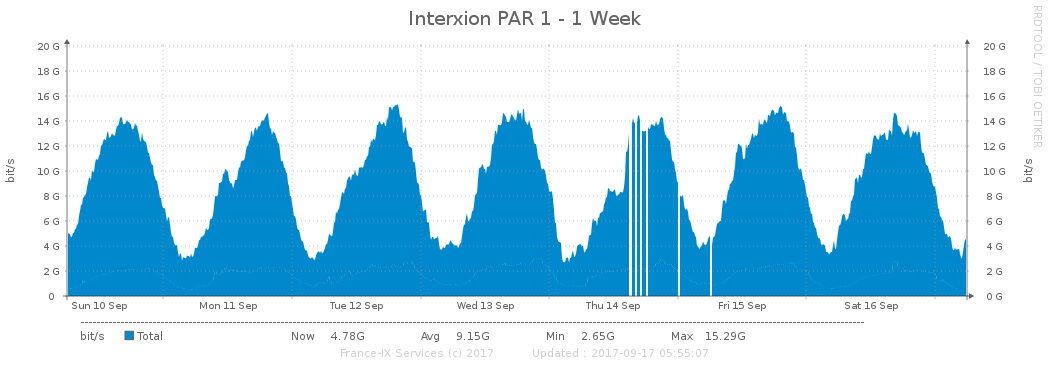 Interxion PAR 1 - 1 Week
RRDTOOL / TOBI OETIKER
bit/s
20 G 20 G
18 G 18 G
16 G 16 G
14 G 14 G
12 G 12 G
10 G 10 G
8 G 8 G
6 G 6 G
4 G 4 G
2 G 2 G
0 0 G
bit/s
Sun 10 Sep Mon 11 Sep Tue 12 Sep Wed 13 Sep Thu 14 Sep Fri 15 Sep Sat 16 Sep
bit/s Total Now 4.78G Avg 9.15G Min 2.65G Max 15.29G
France-IX Services (c) 2017 Updated : 2017-09-17 05:55:07